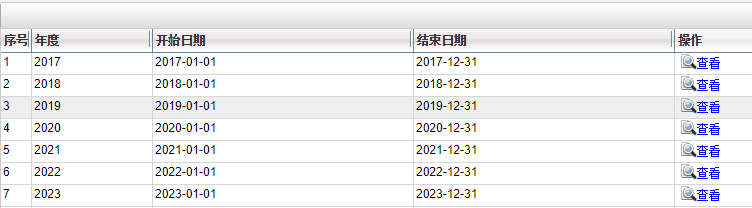 序号 年度 开始日期 结束日期 操作
1 2017 2017-01-01 2017-12-31 查看
2 2018 2018-01-01 2018-12-31 查看
3 2019 2019-01-01 2019-12-31 查看
4 2020 2020-01-01 2020-12-31 查看
5 2021 2021-01-01 2021-12-31 查看
6 2022 2022-01-01 2022-12-31 查看
7 2023 2023-01-01 2023-12-31 查看